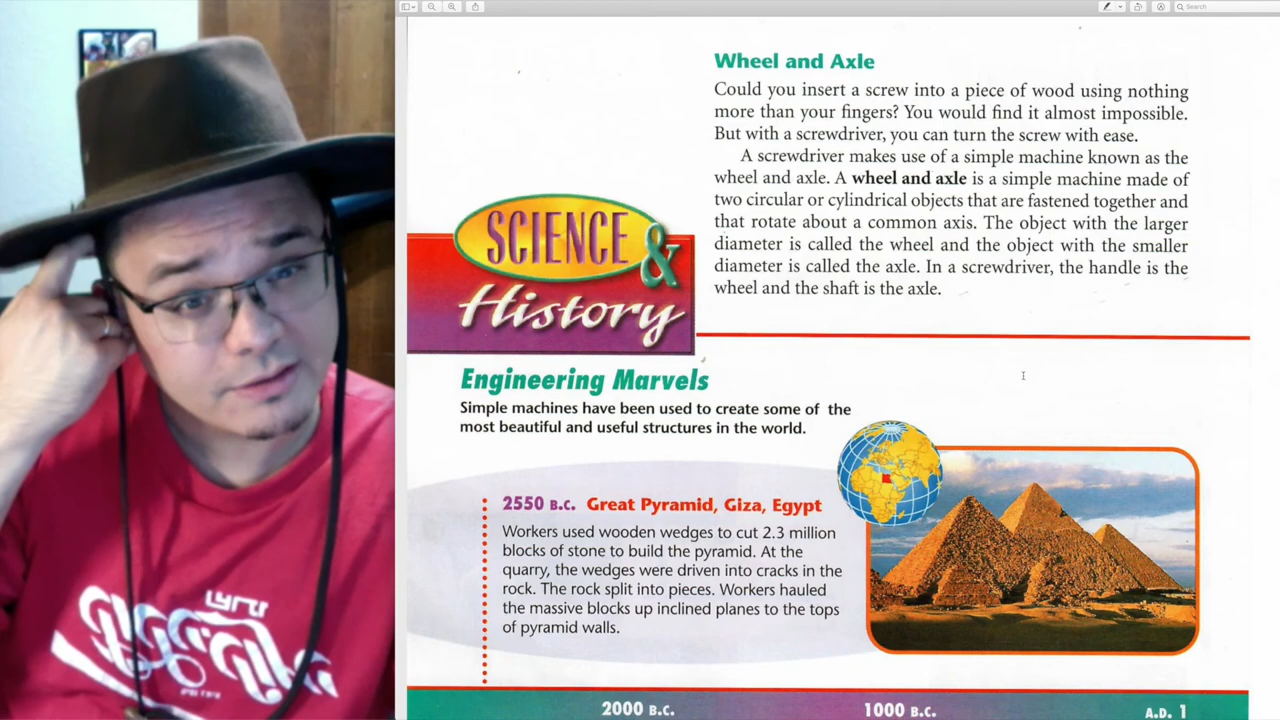 Search
Wheel and Axle
Could you insert a screw into a piece of wood using nothing
more than your fingers? You would find it almost impossible.
But with a screwdriver, you can turn the screw with ease.
A screwdriver makes use of a simple machine known as the
wheel and axle. A wheel and axle is a simple machine made of
two circular or cylindrical objects that are fastened together and
that rotate about a common axis. The object with the larger
diameter is called the wheel and the object with the smaller
diameter is called the axle. In a screwdriver, the handle is the
wheel and the shaft is the axle.
SCIENCE &
History
Engineering Marvels
Simple machines have been used to create some of the
most beautiful and useful structures in the world.
2550 B.C. Great Pyramid, Giza, Egypt
Workers used wooden wedges to cut 2.3 million
blocks of stone to build the pyramid. At the
quarry, the wedges were driven into cracks in the
rock. The rock split into pieces. Workers hauled
the massive blocks up inclined planes to the tops
of pyramid walls.
2000 B.C. 1000 B.C. A.D. 1